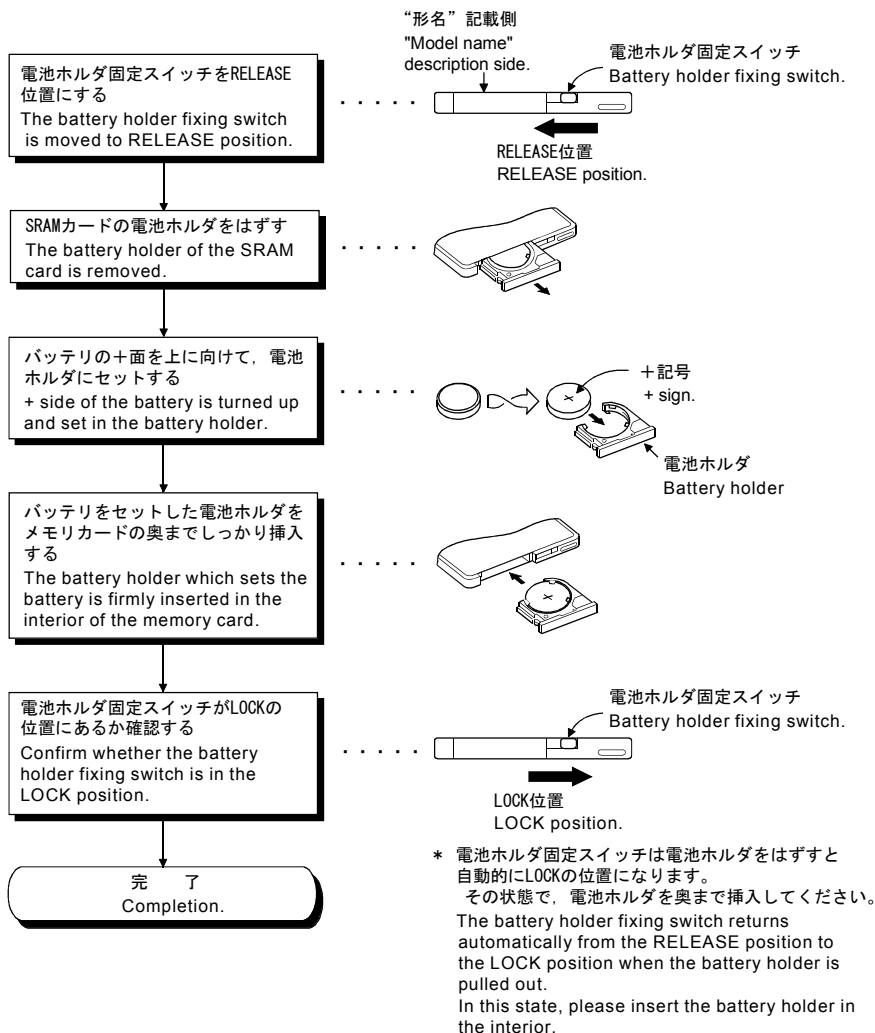 “形名”記載側
"Model name"
description side.
電池ホルダ固定スイッチ
Battery holder fixing switch.
電池ホルダ固定スイッチをRELEASE
位置にする
The battery holder fixing switch
is moved to RELEASE position.
RELEASE位置
RELEASE position.
SRAMカードの電池ホルダをはずす
The battery holder of the SRAM
card is removed.
バッテリの＋面を上に向けて，電池
ホルダにセットする
+ side of the battery is turned up
and set in the battery holder.
＋記号
+ sign.
電池ホルダ
Battery holder
バッテリをセットした電池ホルダを
メモリカードの奥までしっかり挿入
する
The battery holder which sets the
battery is firmly inserted in the
interior of the memory card.
電池ホルダ固定スイッチがLOCKの
位置にあるか確認する
Confirm whether the battery
holder fixing switch is in the
LOCK position.
電池ホルダ固定スイッチ
Battery holder fixing switch.
LOCK位置
LOCK position.
完　了
Completion.
* 電池ホルダ固定スイッチは電池ホルダをはずすと
自動的にLOCKの位置になります。
その状態で，電池ホルダを奥まで挿入してください。
The battery holder fixing switch returns
automatically from the RELEASE position to
the LOCK position when the battery holder is
pulled out.
In this state, please insert the battery holder in
the interior.